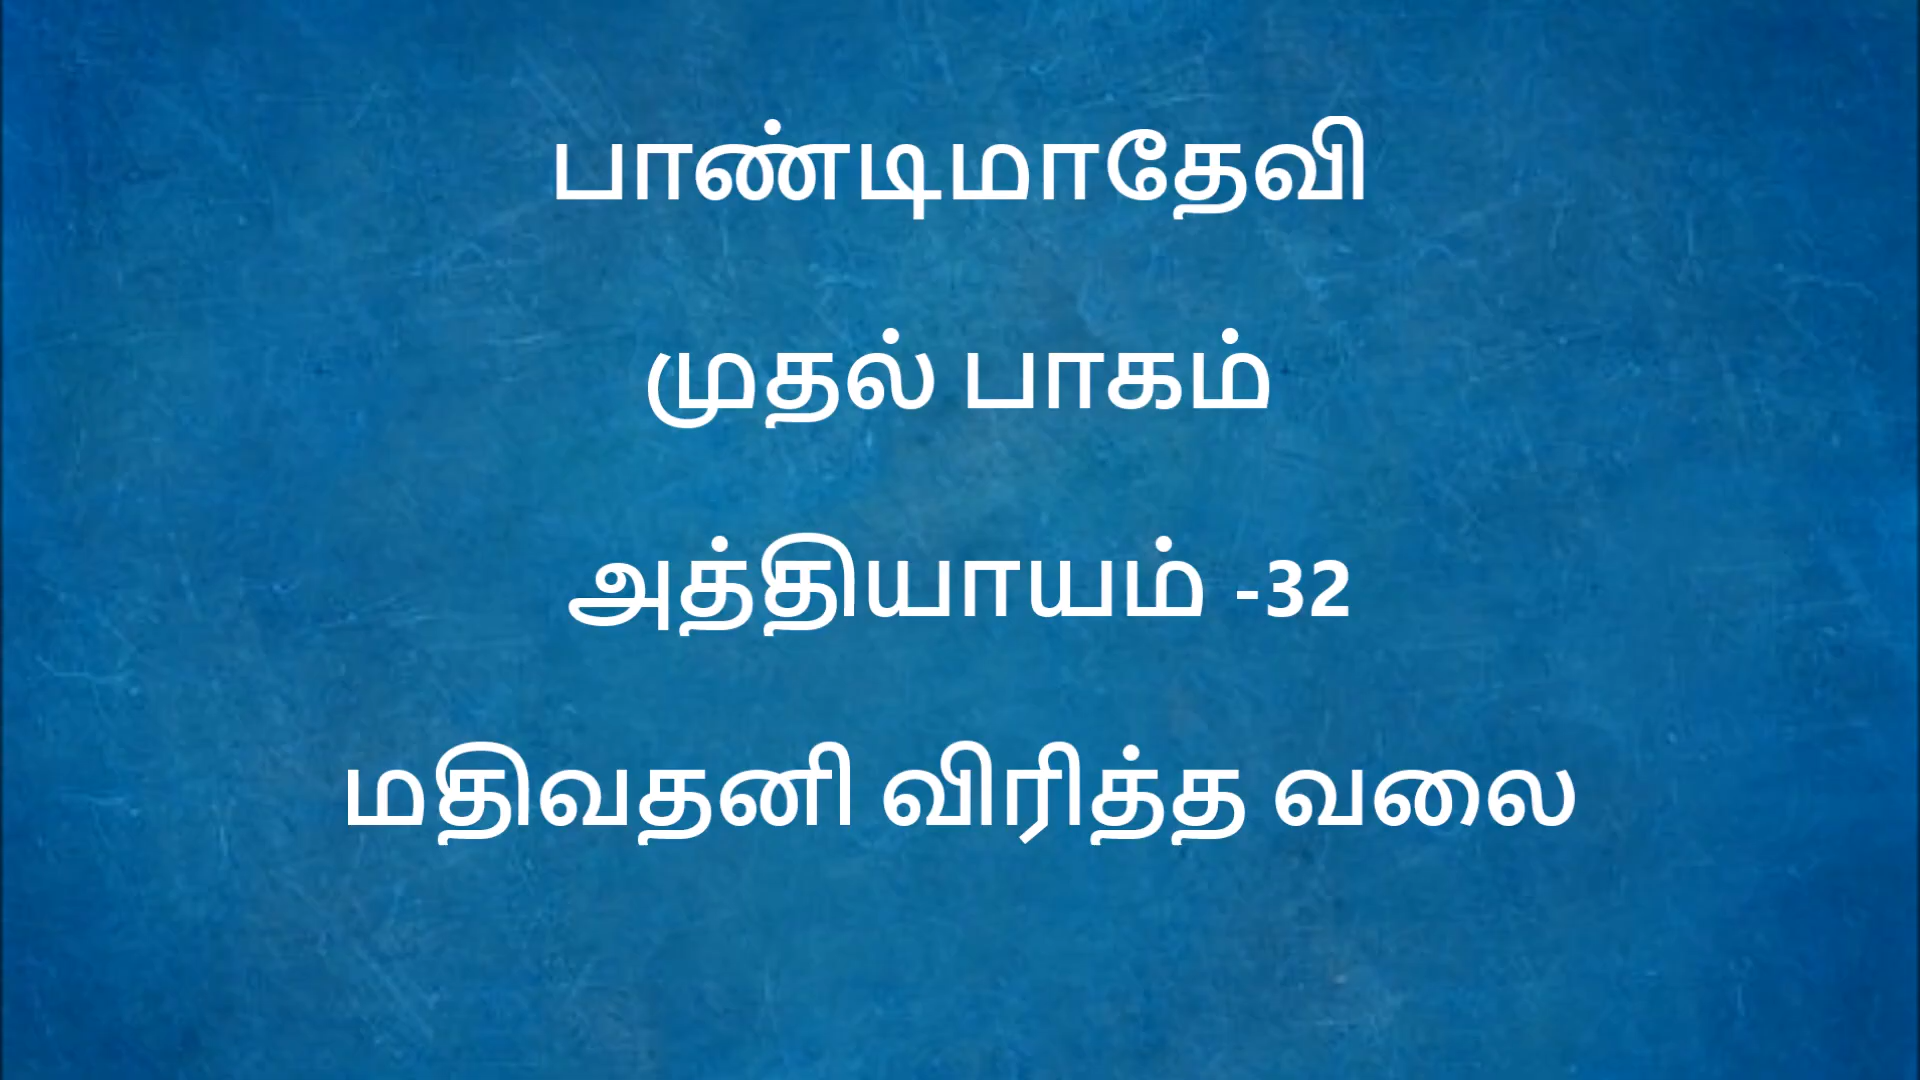 பாண்டிமாதேவி
முதல் பாகம்
அத்தியாயம் -32
மதிவதனி விரித்த வலை